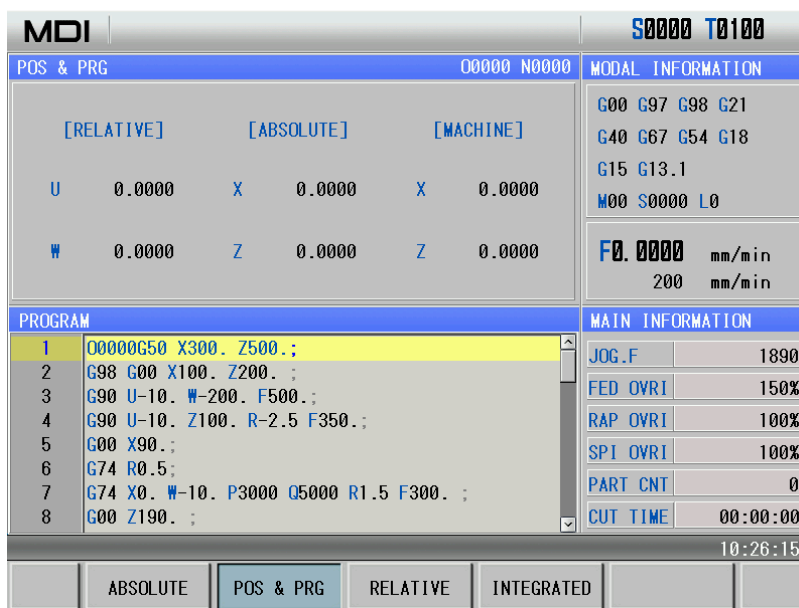 MDI
S0000 T0100
POS & PRG O0000 N0000
[RELATIVE] [ABSOLUTE] [MACHINE]
U 0.0000 X 0.0000 X 0.0000
W 0.0000 Z 0.0000 Z 0.0000
MODAL INFORMATION
G00 G97 G98 G21
G40 G67 G54 G18
G15 G13.1
M00 S0000 L0
F0.0000 mm/min
200 mm/min
PROGRAM
1 O0000G50 X300. Z500.;
2 G98 G00 X100. Z200. ;
3 G90 U-10. W-200. F500.;
4 G90 U-10. Z100. R-2.5 F350.;
5 G00 X90.;
6 G74 R0.5;
7 G74 X0. W-10. P3000 Q5000 R1.5 F300. ;
8 G00 Z190. ;
MAIN INFORMATION
JOG.F 1890
FED OVRI 150%
RAP OVRI 100%
SPI OVRI 100%
PART CNT 0
CUT TIME 00:00:00
10:26:15
ABSOLUTE POS & PRG RELATIVE INTEGRATED